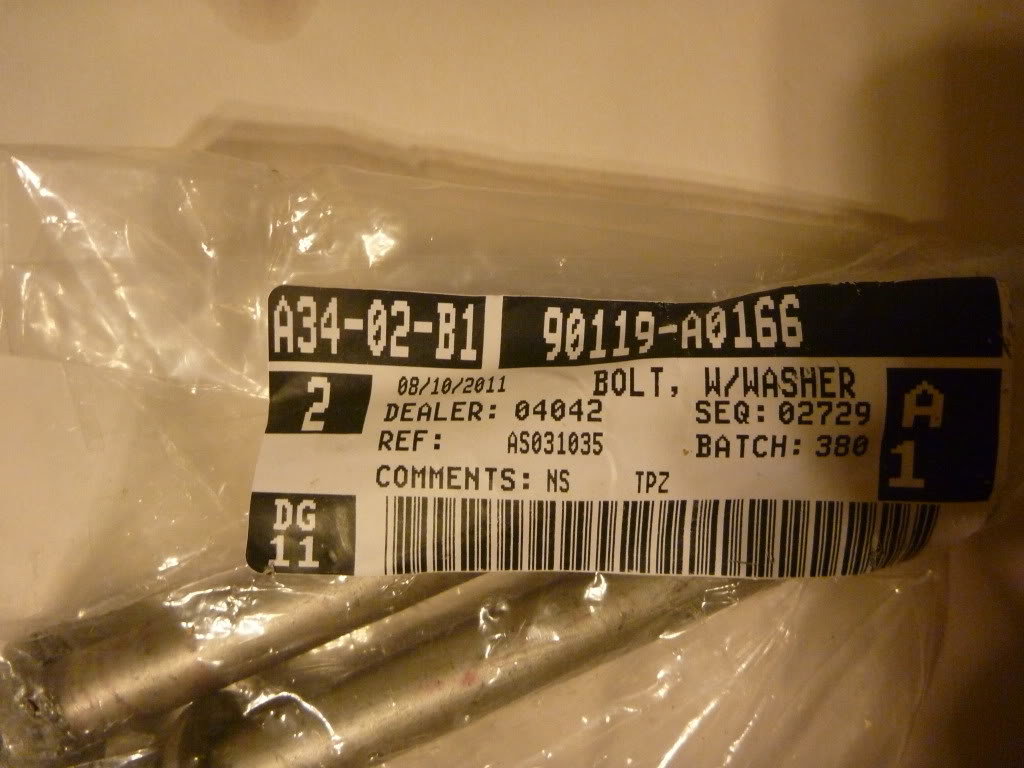 A34-02-B1 90119-A0166
2 08/10/2011 BOLT, W/WASHER A
DEALER: 04042 SEQ: 02729
REF: AS031035 BATCH: 380 1
COMMENTS: NS TPZ
DG
11